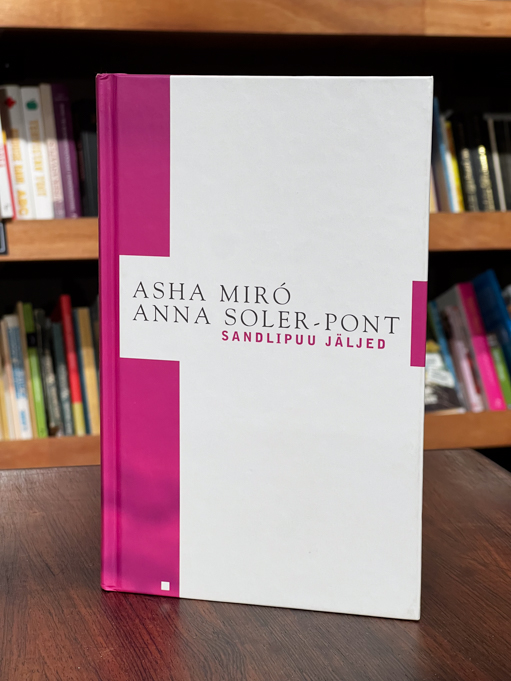 ASHA MIRÓ
ANNA SOLER-PONT
SANDLIPUU JÄLJED